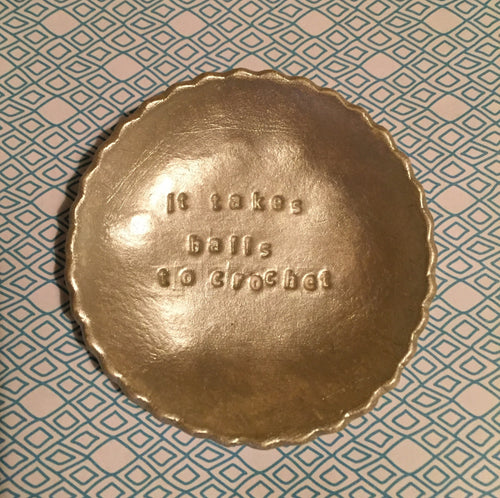 it takes
balls
to crochet